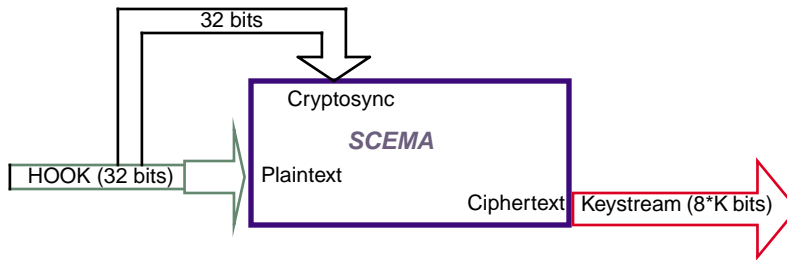 32 bits
Cryptosync
SCEMA
HOOK (32 bits)
Plaintext
Ciphertext
Keystream (8*K bits)